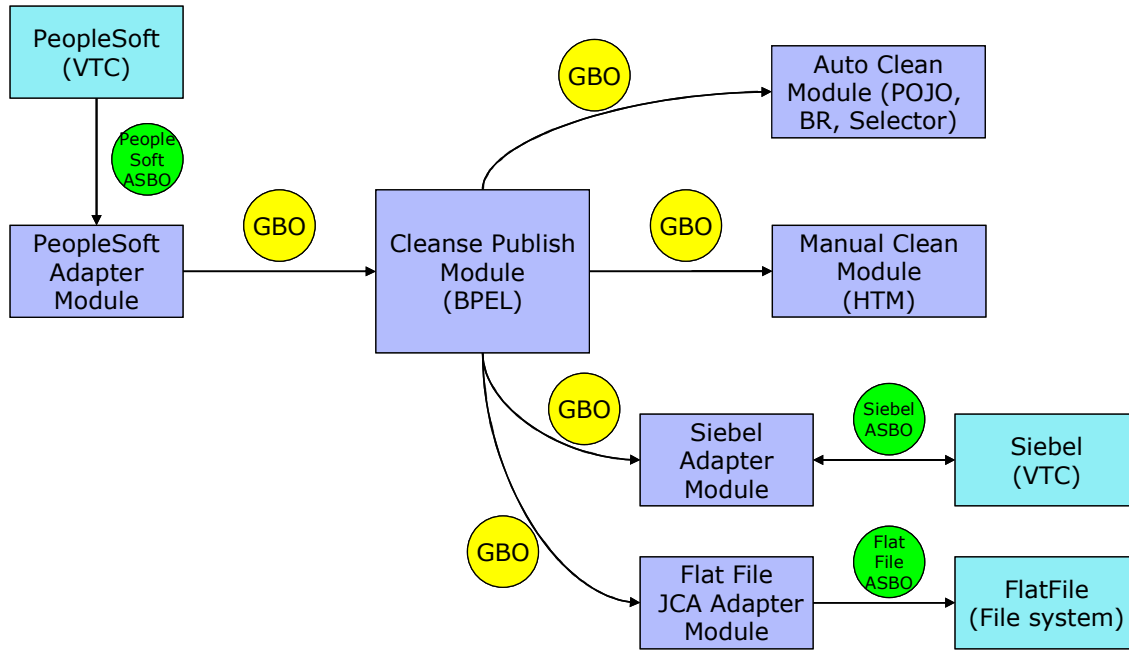 PeopleSoft
(VTC)
People
Soft
ASBO
PeopleSoft
Adapter
Module
GBO
Cleanse Publish
Module
(BPEL)
GBO
Auto Clean
Module (POJO,
BR, Selector)
GBO
Manual Clean
Module
(HTM)
GBO
Siebel
Adapter
Module
Siebel
ASBO
Siebel
(VTC)
GBO
Flat File
JCA Adapter
Module
Flat
File
ASBO
FlatFile
(File system)